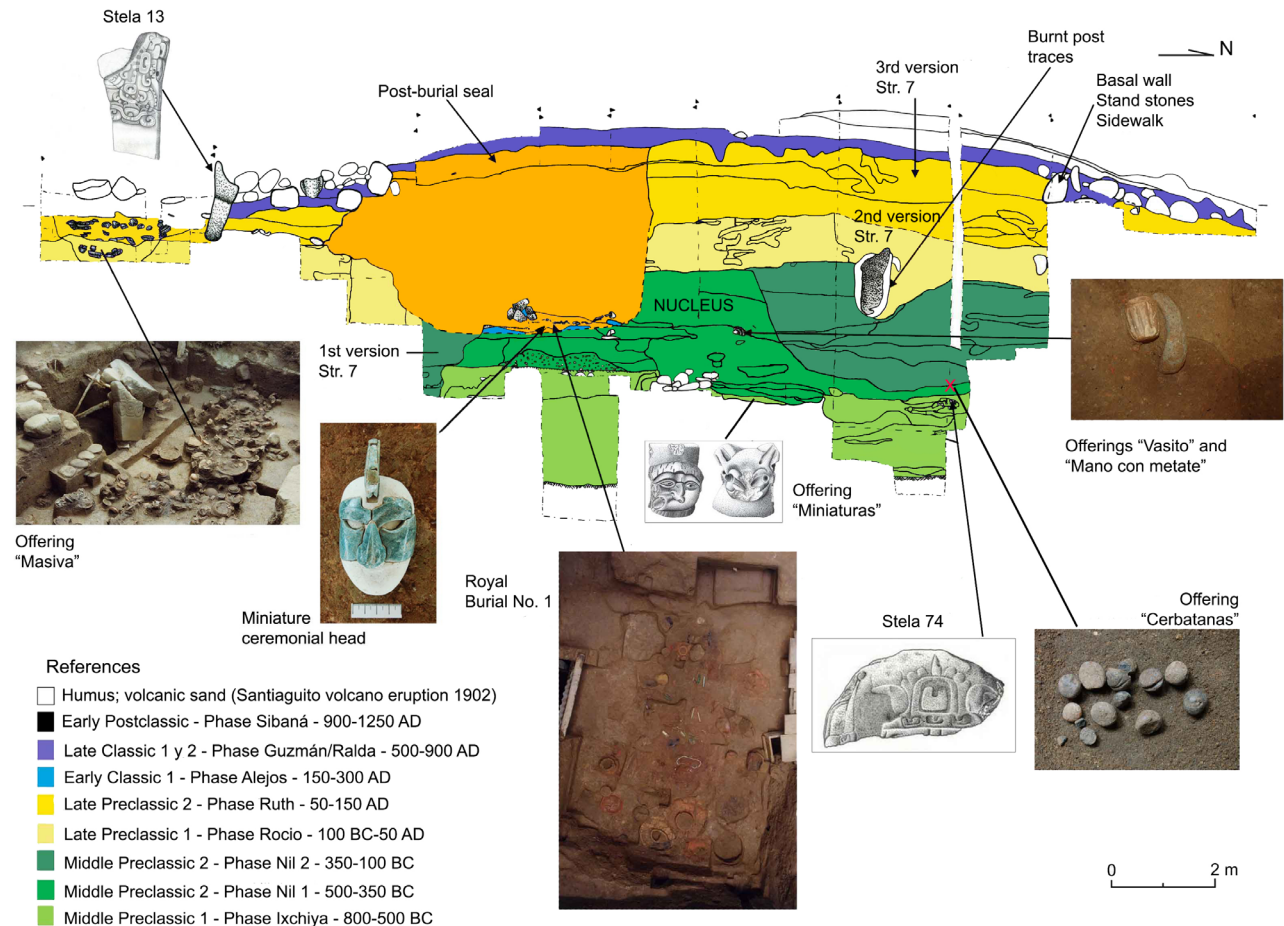 Stela 13
Post-burial seal
3rd version
Str. 7
Burnt post
traces
N
Basal wall
Stand stones
Sidewalk
2nd version
Str. 7
NUCLEUS
1st version
Str. 7
Offering
“Masiva”
Miniature
ceremonial head
Royal
Burial No. 1
Offering
“Miniaturas”
Offerings “Vasito” and
“Mano con metate”
Stela 74
Offering
“Cerbatanas”
References
Humus; volcanic sand (Santiaguito volcano eruption 1902)
Early Postclassic - Phase Sibaná - 900-1250 AD
Late Classic 1 y 2 - Phase Guzmán/Ralda - 500-900 AD
Early Classic 1 - Phase Alejos - 150-300 AD
Late Preclassic 2 - Phase Ruth - 50-150 AD
Late Preclassic 1 - Phase Rocio - 100 BC-50 AD
Middle Preclassic 2 - Phase Nil 2 - 350-100 BC
Middle Preclassic 2 - Phase Nil 1 - 500-350 BC
Middle Preclassic 1 - Phase Ixchiya - 800-500 BC
0 2 m